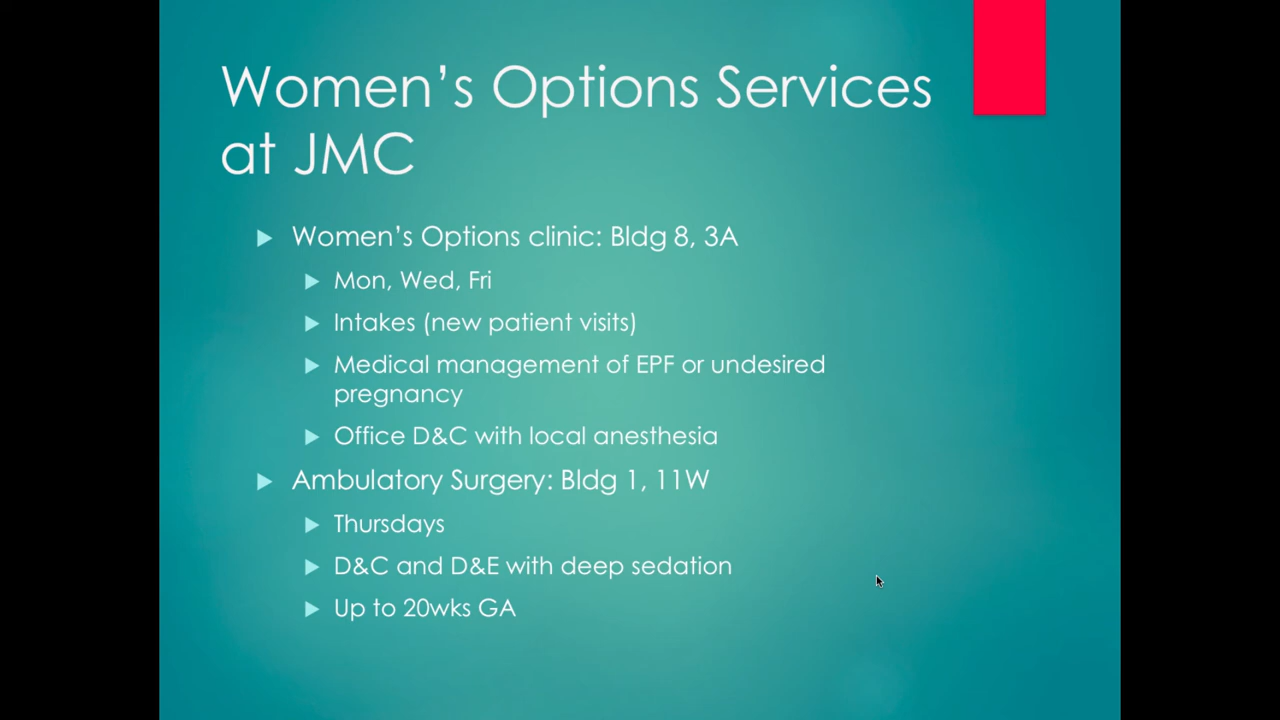 Women’s Options Services
at JMC
Women’s Options clinic: Bldg 8, 3A
Mon, Wed, Fri
Intakes (new patient visits)
Medical management of EPF or undesired
pregnancy
Office D&C with local anesthesia
Ambulatory Surgery: Bldg 1, 11W
Thursdays
D&C and D&E with deep sedation
Up to 20wks GA